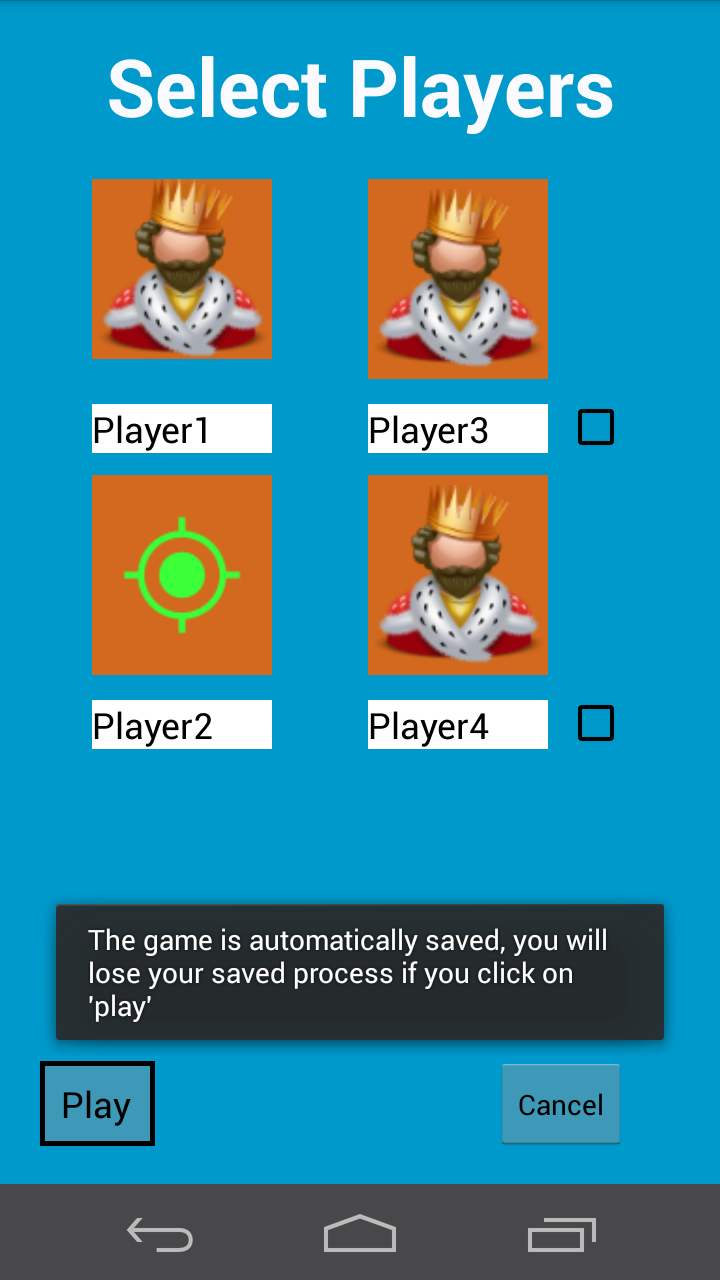 Select Players
Player1
Player3
Player2
Player4
The game is automatically saved, you will
lose your saved process if you click on
'play'
Play
Cancel